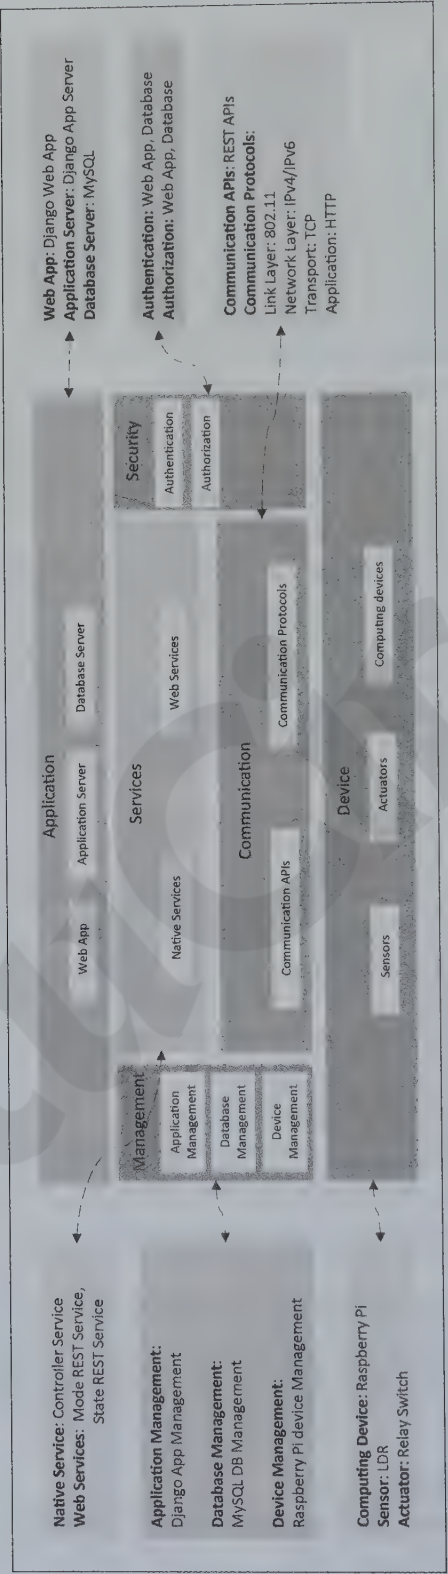 Native Service: Controller Service
Web Services: Mode REST Service,
State REST Service
Application Management:
Django App Management
Database Management:
MySQL DB Management
Device Management:
Raspberry Pi device Management
Computing Device: Raspberry Pi
Sensor: LDR
Actuator: Relay Switch
Application
Web App
Application Server
Database Server
Management
Application
Management
Database
Management
Device
Management
Services
Native Services
Web Services
Communication
Communication APIs
Communication Protocols
Security
Authentication
Authorization
Device
Sensors
Actuators
Computing devices
Web App: Django Web App
Application Server: Django App Server
Database Server: MySQL
Authentication: Web App, Database
Authorization: Web App, Database
Communication APIs: REST APIs
Communication Protocols:
Link Layer: 802.11
Network Layer: IPv4/IPv6
Transport: TCP
Application: HTTP